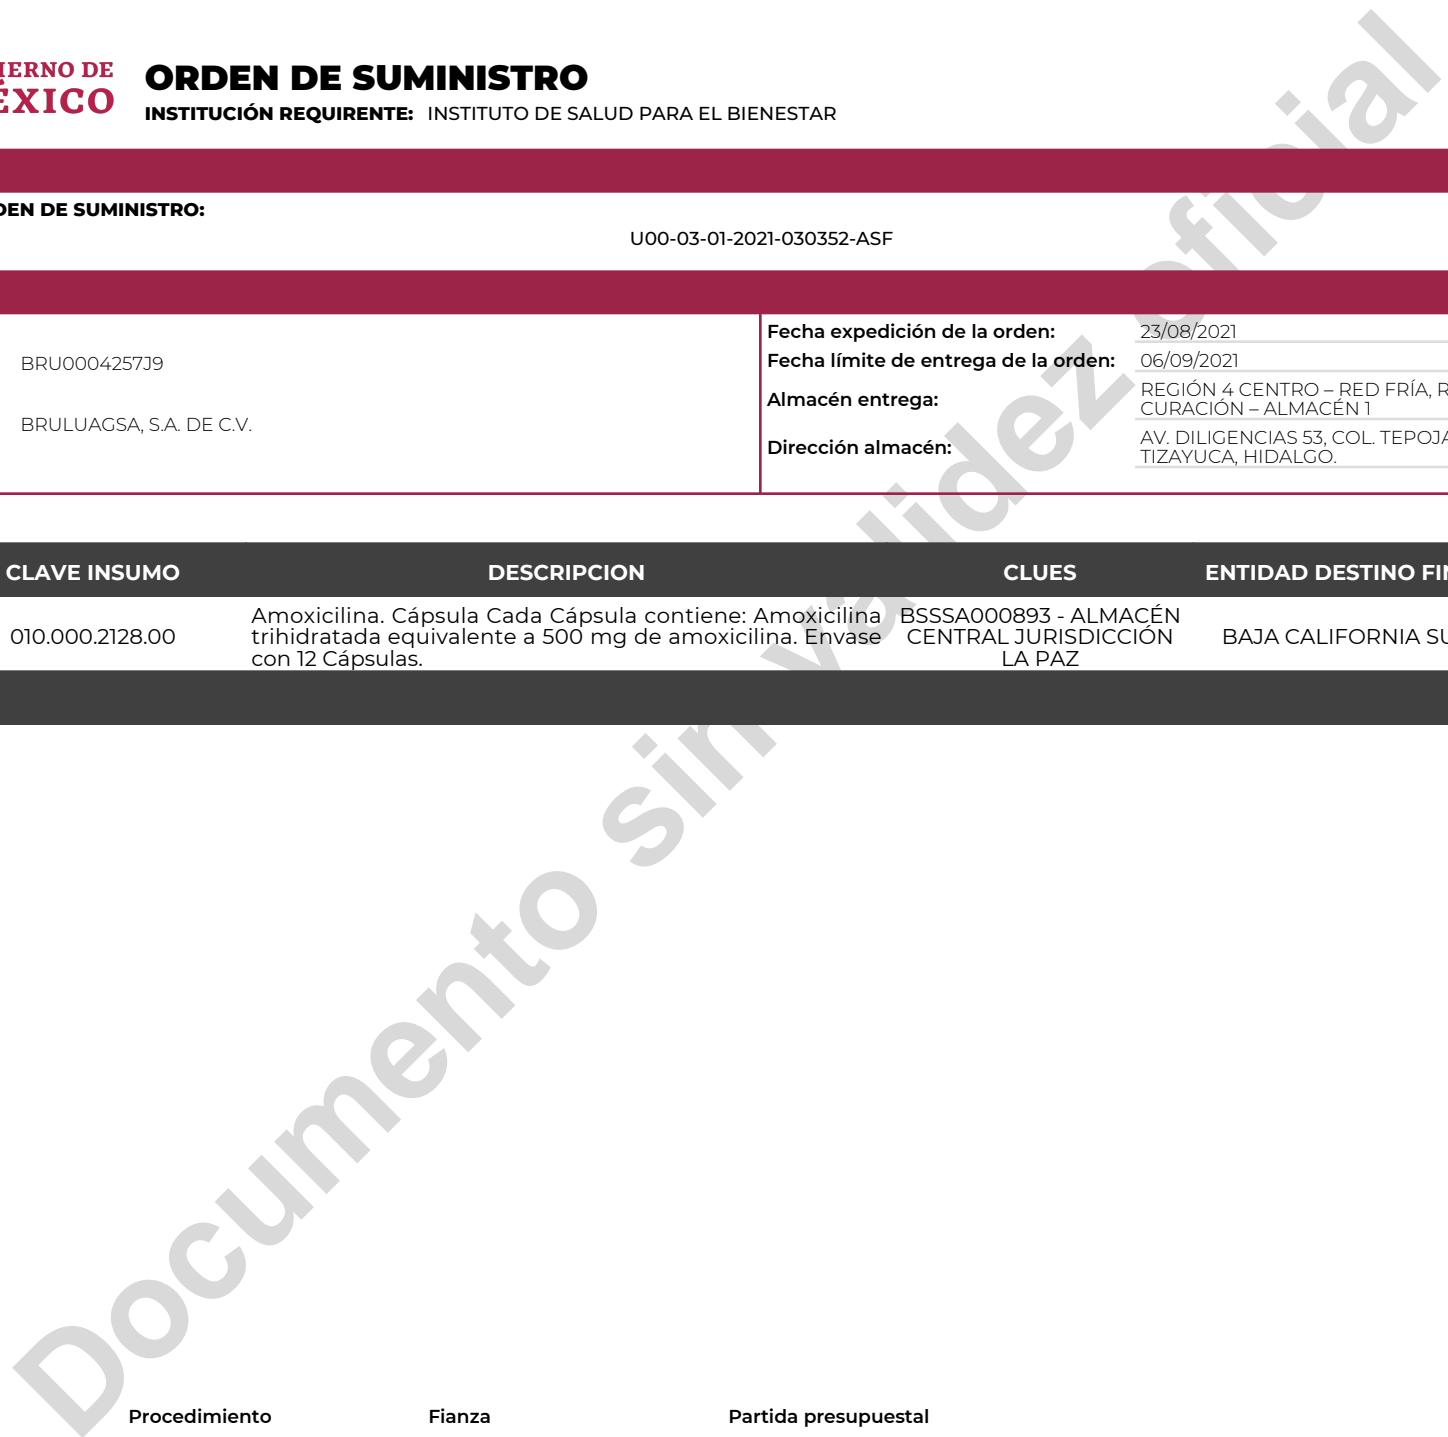 ORDEN DE SUMINISTRO
INSTITUCIÓN REQUIRENTE: INSTITUTO DE SALUD PARA EL BIENESTAR
IERNO DE
ÉXICO
DEN DE SUMINISTRO:
U00-03-01-2021-030352-ASF
BRU0004257J9
BRULUAGSA, S.A. DE C.V.
Fecha expedición de la orden: 23/08/2021
Fecha límite de entrega de la orden: 06/09/2021
Almacén entrega: REGIÓN 4 CENTRO – RED FRÍA, R
CURACIÓN – ALMACÉN 1
Dirección almacén: AV. DILIGENCIAS 53, COL. TEPOJA
TIZAYUCA, HIDALGO.
CLAVE INSUMO DESCRIPCION CLUES ENTIDAD DESTINO FIN
010.000.2128.00
Amoxicilina. Cápsula Cada Cápsula contiene: Amoxicilina
trihidratada equivalente a 500 mg de amoxicilina. Envase
con 12 Cápsulas.
BSSSA000893 - ALMACÉN
CENTRAL JURISDICCIÓN
LA PAZ
BAJA CALIFORNIA SU
Documento sin validez oficial
Procedimiento Fianza Partida presupuestal